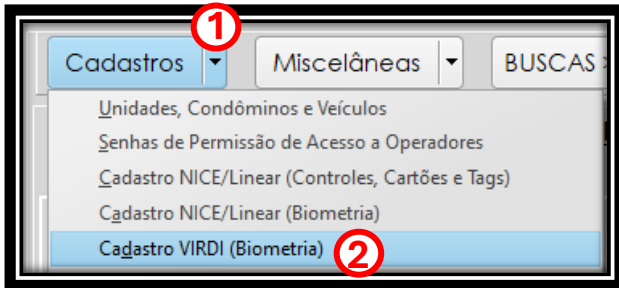 1
Cadastros Miscelâneas BUSCAS >
Unidades, Condôminos e Veículos
Senhas de Permissão de Acesso a Operadores
Cadastro NICE/Linear (Controles, Cartões e Tags)
Cadastro NICE/Linear (Biometria)
Cadastro VIRDI (Biometria) 2